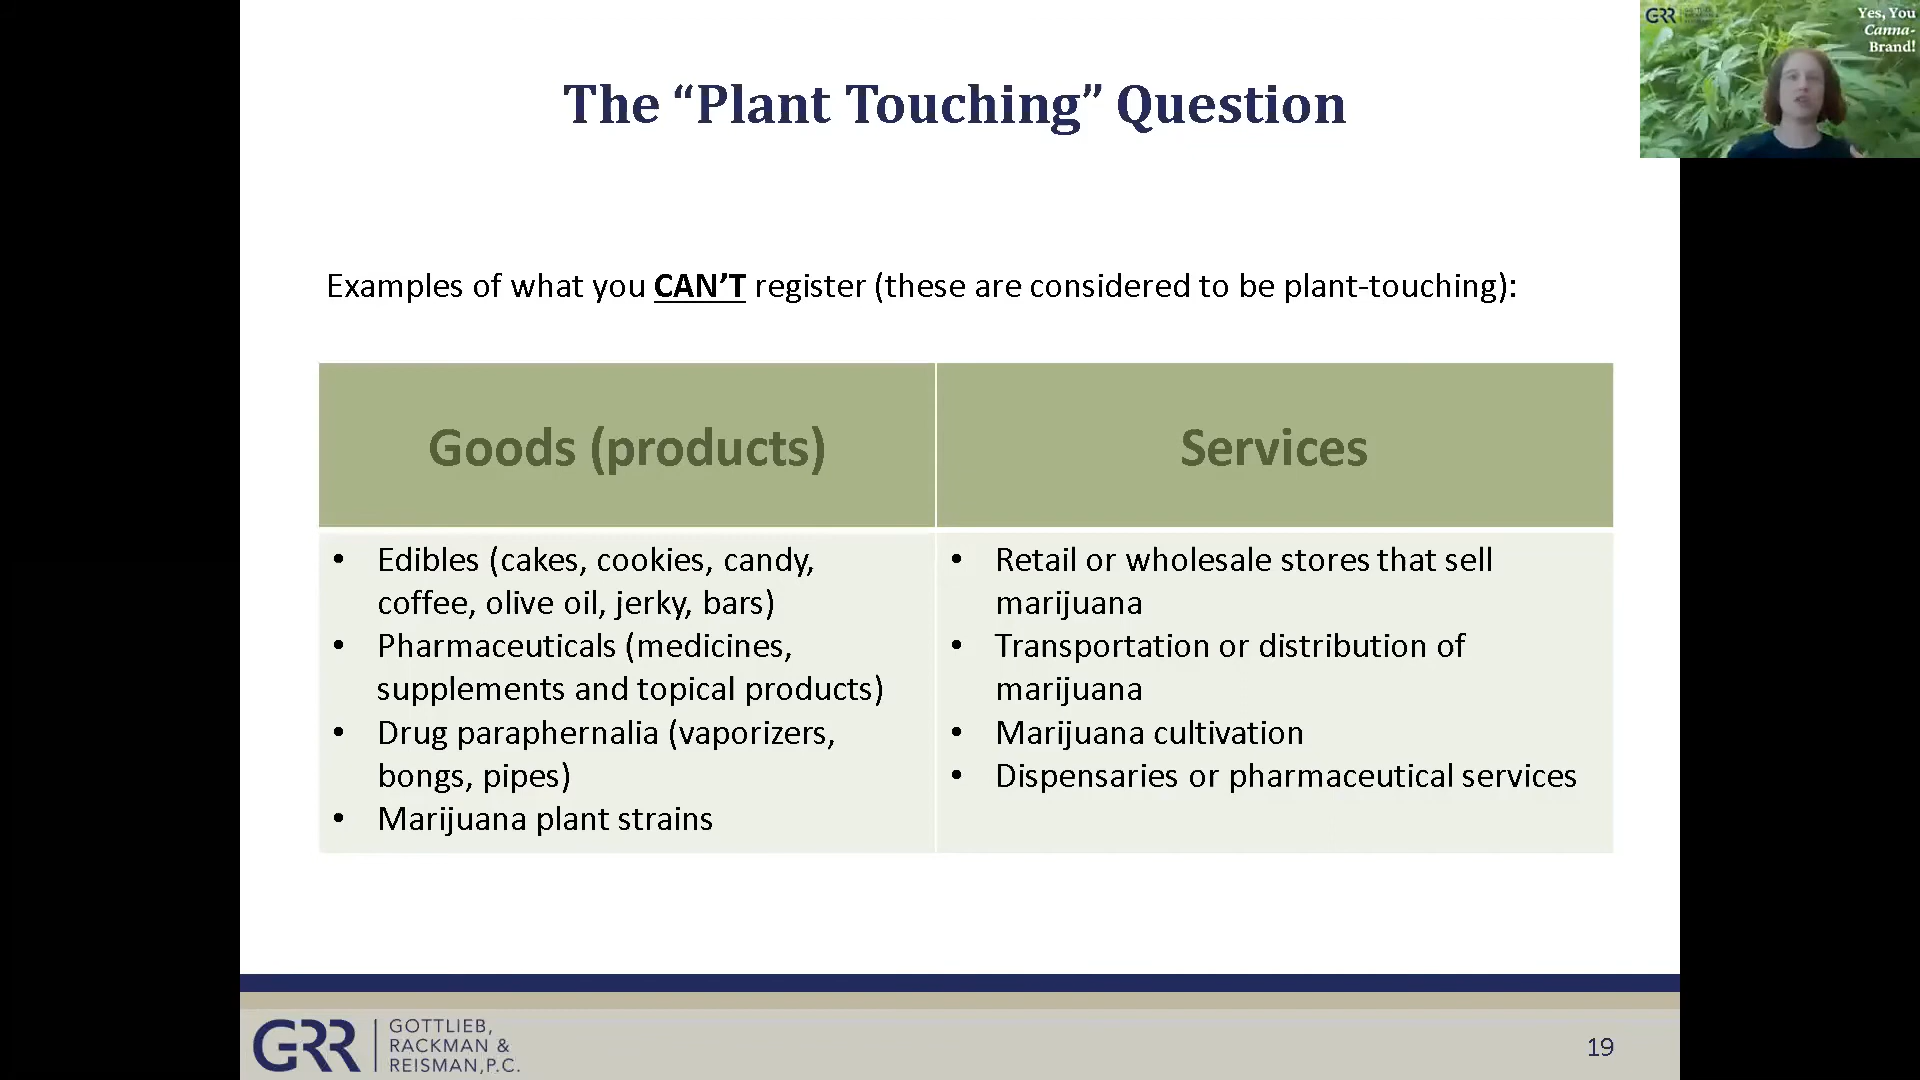 The “Plant Touching” Question
GRR
Yes, You
Canna-
Brand!
Examples of what you CAN’T register (these are considered to be plant-touching):
Goods (products)
Services
• Edibles (cakes, cookies, candy,
coffee, olive oil, jerky, bars)
• Pharmaceuticals (medicines,
supplements and topical products)
• Drug paraphernalia (vaporizers,
bongs, pipes)
• Marijuana plant strains
• Retail or wholesale stores that sell
marijuana
• Transportation or distribution of
marijuana
• Marijuana cultivation
• Dispensaries or pharmaceutical services
GRR
GOTTLIEB,
RACKMAN &
REISMAN,P.C.
19